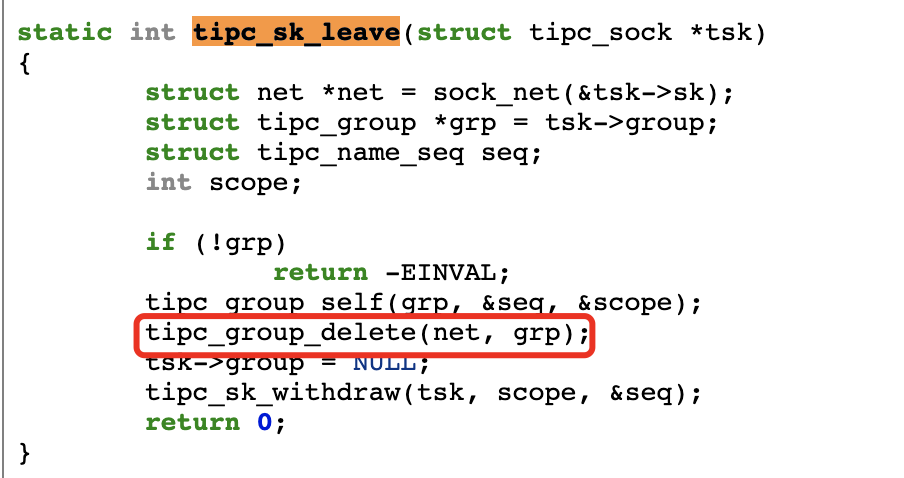 static int tipc_sk_leave(struct tipc_sock *tsk)
{
struct net *net = sock_net(&tsk->sk);
struct tipc_group *grp = tsk->group;
struct tipc_name_seq seq;
int scope;
if (!grp)
return -EINVAL;
tipc_group_self(grp, &seq, &scope);
tipc_group_delete(net, grp);
tsk->group = NULL;
tipc_sk_withdraw(tsk, scope, &seq);
return 0;
}